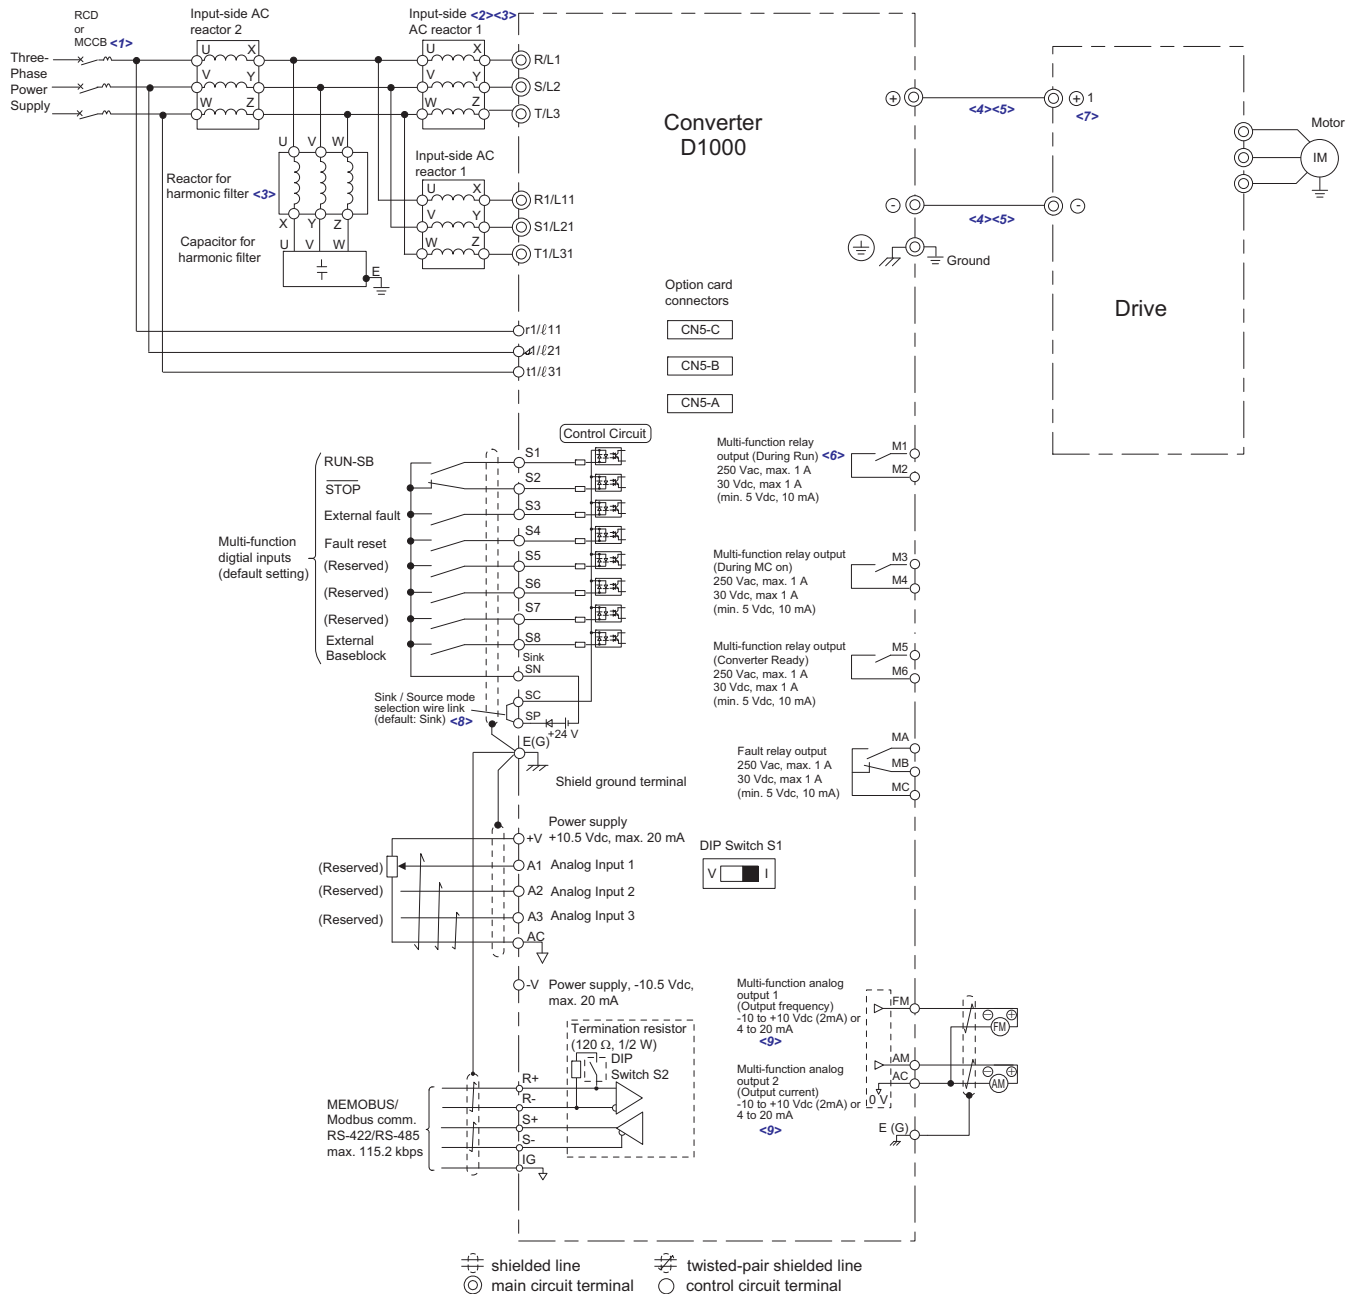 RCD
or
MCCB <1>
Input-side AC
reactor 2
Input-side <2><3>
AC reactor 1
Three-
Phase
Power
Supply
U X
V Y
W Z
U X
V Y
W Z
R/L1
S/L2
T/L3
Converter
D1000
+
<4><5>
+ 1
<7>
Motor
IM
U V W
Reactor for
harmonic filter <3>
X Y Z
Input-side AC
reactor 1
U X
V Y
W Z
R1/L11
S1/L21
T1/L31
-
<4><5>
-
Ground
Capacitor for
harmonic filter
U V W
E
Drive
Option card
connectors
CN5-C
CN5-B
CN5-A
r1/ℓ11
1/ℓ21
t1/ℓ31
Control Circuit
Multi-function
digtial inputs
(default setting)
RUN-SB
STOP
External fault
Fault reset
(Reserved)
(Reserved)
(Reserved)
External
Baseblock
S1
S2
S3
S4
S5
S6
S7
S8
Sink
SN
SC
SP
+24 V
Sink / Source mode
selection wire link
(default: Sink) <8>
E(G)
Shield ground terminal
Multi-function relay
output (During Run) <6>
250 Vac, max. 1 A
30 Vdc, max 1 A
(min. 5 Vdc, 10 mA)
M1
M2
Multi-function relay output
(During MC on)
250 Vac, max. 1 A
30 Vdc, max 1 A
(min. 5 Vdc, 10 mA)
M3
M4
Multi-function relay output
(Converter Ready)
250 Vac, max. 1 A
30 Vdc, max 1 A
(min. 5 Vdc, 10 mA)
M5
M6
Fault relay output
250 Vac, max. 1 A
30 Vdc, max 1 A
(min. 5 Vdc, 10 mA)
MA
MB
MC
Power supply
+V +10.5 Vdc, max. 20 mA
(Reserved)
A1 Analog Input 1
(Reserved)
A2 Analog Input 2
(Reserved)
A3 Analog Input 3
AC
-V Power supply, -10.5 Vdc,
max. 20 mA
DIP Switch S1
V I
Termination resistor
(120 Ω, 1/2 W)
DIP
Switch S2
MEMOBUS/
Modbus comm.
RS-422/RS-485
max. 115.2 kbps
R+
R-
S+
S-
IG
Multi-function analog
output 1
(Output frequency)
-10 to +10 Vdc (2mA) or
4 to 20 mA
<9>
FM
- +
FM
Multi-function analog
output 2
(Output current)
-10 to +10 Vdc (2mA) or
4 to 20 mA
<9>
AM
AC
0 V
- +
AM
E (G)
shielded line
twisted-pair shielded line
main circuit terminal
control circuit terminal